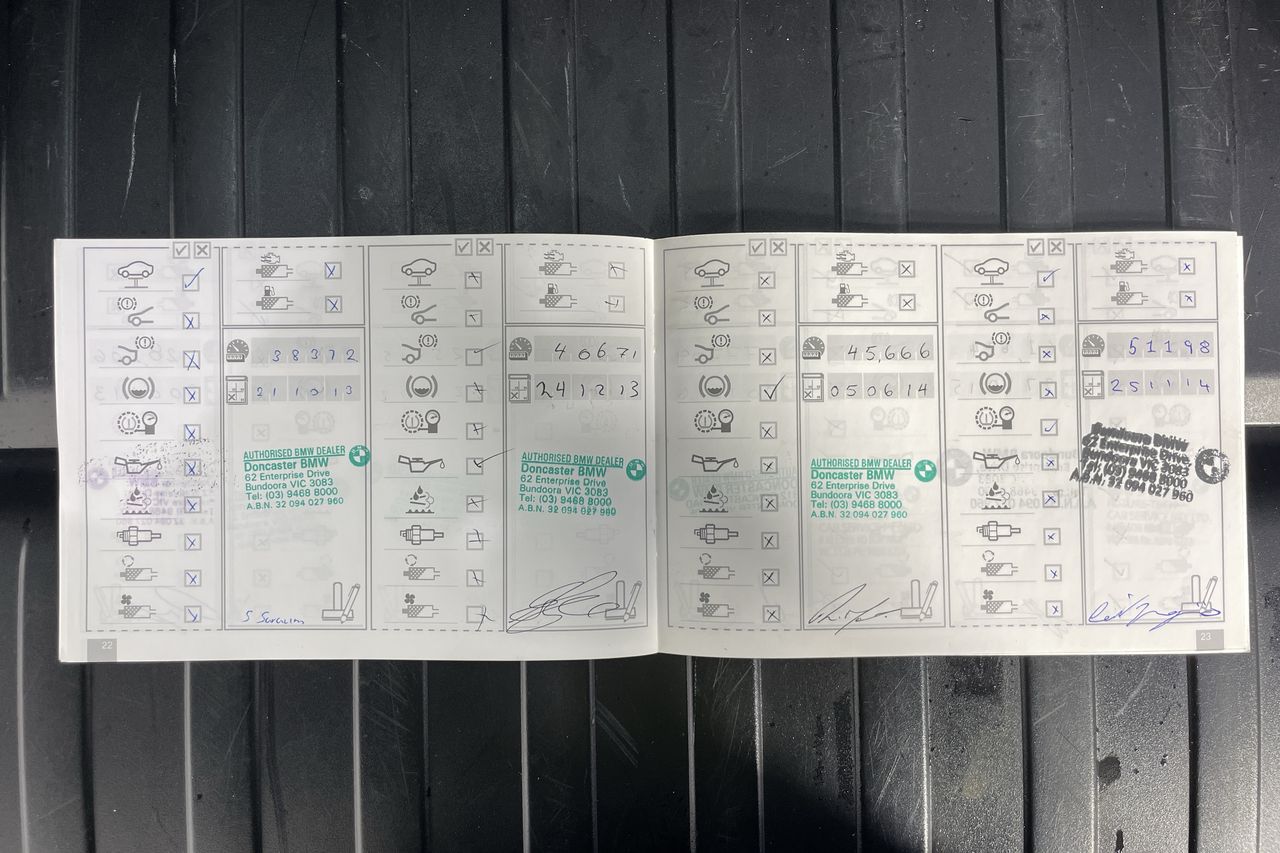 38372
211013
AUTHORISED BMW DEALER
Doncaster BMW
62 Enterprise Drive
Bundoora VIC 3083
Tel: (03) 9468 8000
A.B.N. 32 094 027 960
22
40671
241213
AUTHORISED BMW DEALER
Doncaster BMW
62 Enterprise Drive
Bundoora VIC 3083
Tel: (03) 9468 8000
A.B.N. 32 094 027 960
45,666
050614
AUTHORISED BMW DEALER
Doncaster BMW
62 Enterprise Drive
Bundoora VIC 3083
Tel: (03) 9468 8000
A.B.N. 32 094 027 960
51198
251114
62 Enterprise Drive
Bundoora VIC 3083
Tel: (03) 9468 8000
A.B.N. 32 094 027 960
23